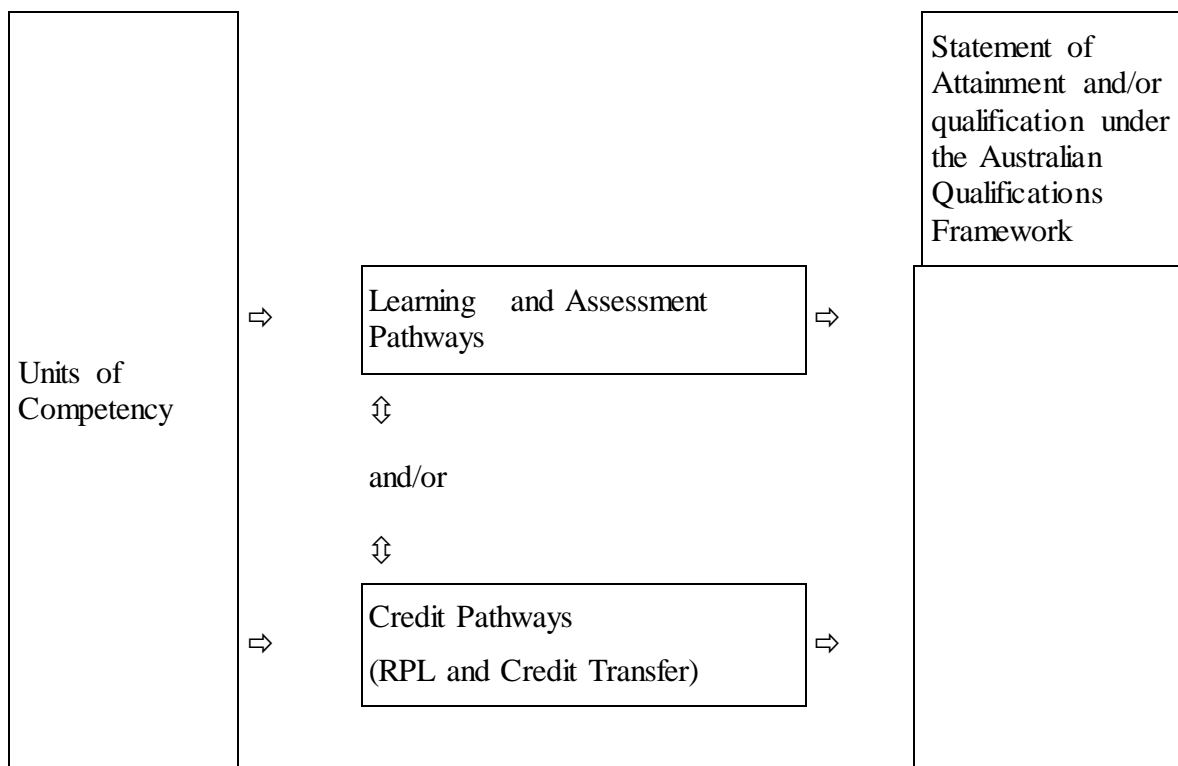 Statement of
Attainment and/or
qualification under
the Australian
Qualifications
Framework
Learning and Assessment
Pathways
⇨
⇨
Units of
Competency
⇳
and/or
⇳
Credit Pathways
⇨
⇨
(RPL and Credit Transfer)